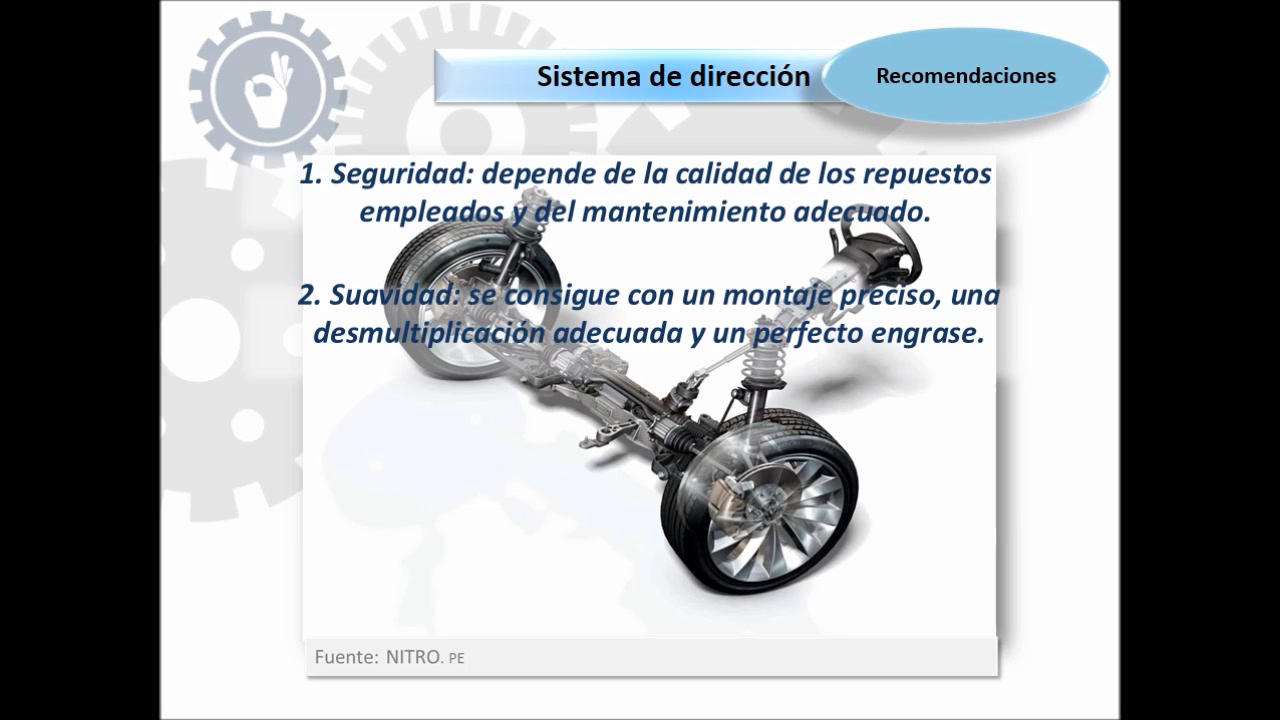 Sistema de dirección
Recomendaciones
1. Seguridad: depende de la calidad de los repuestos
empleados y del mantenimiento adecuado.
2. Suavidad: se consigue con un montaje preciso, una
desmultiplicación adecuada y un perfecto engrase.
Fuente: NITRO. PE